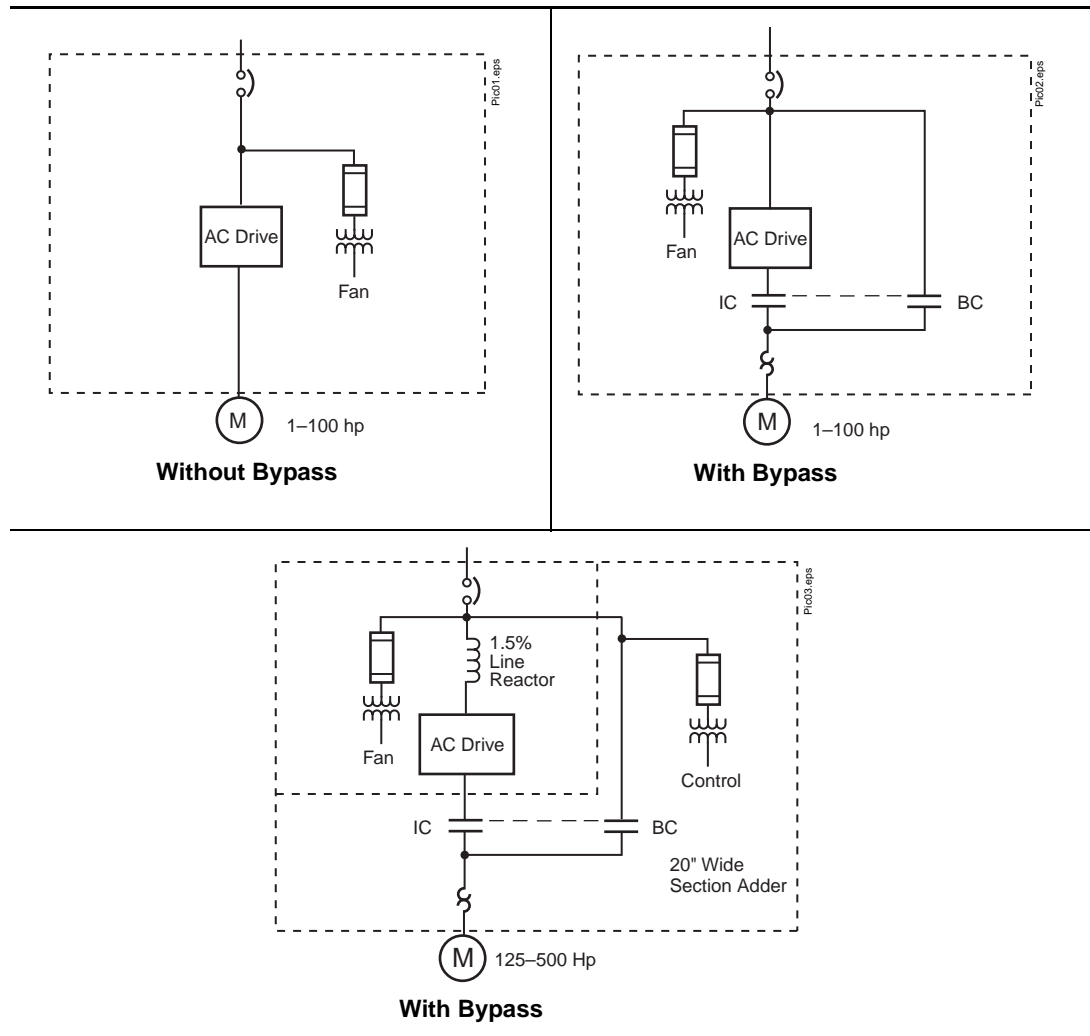 Pic01.eps
AC Drive
Fan
M
1–100 hp
Without Bypass
Pic02.eps
Fan
AC Drive
IC
BC
M
1–100 hp
With Bypass
Pic03.eps
1.5%
Line
Reactor
AC Drive
Fan
Control
IC
BC
20" Wide
Section Adder
M
125–500 Hp
With Bypass